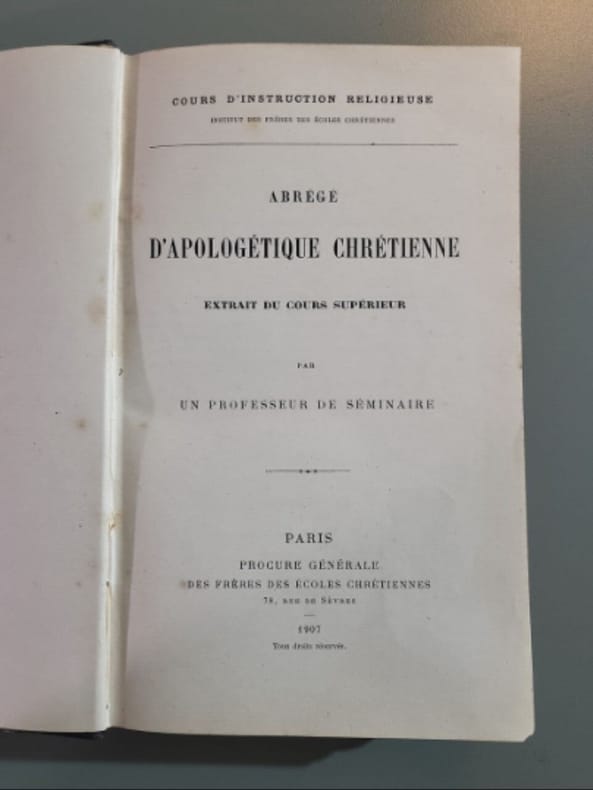 COURS D'INSTRUCTION RELIGIEUSE
INSTITUT DES FRÈRES DES ÉCOLES CHRÉTIENNES
ABRÉGÉ
D'APOLOGÉTIQUE CHRÉTIENNE
EXTRAIT DU COURS SUPÉRIEUR
PAR
UN PROFESSEUR DE SÉMINAIRE
PARIS
PROCURE GÉNÉRALE
DES FRÈRES DES ÉCOLES CHRÉTIENNES
78, RUE DE SÈVRES
1907
Tous droits réservés.